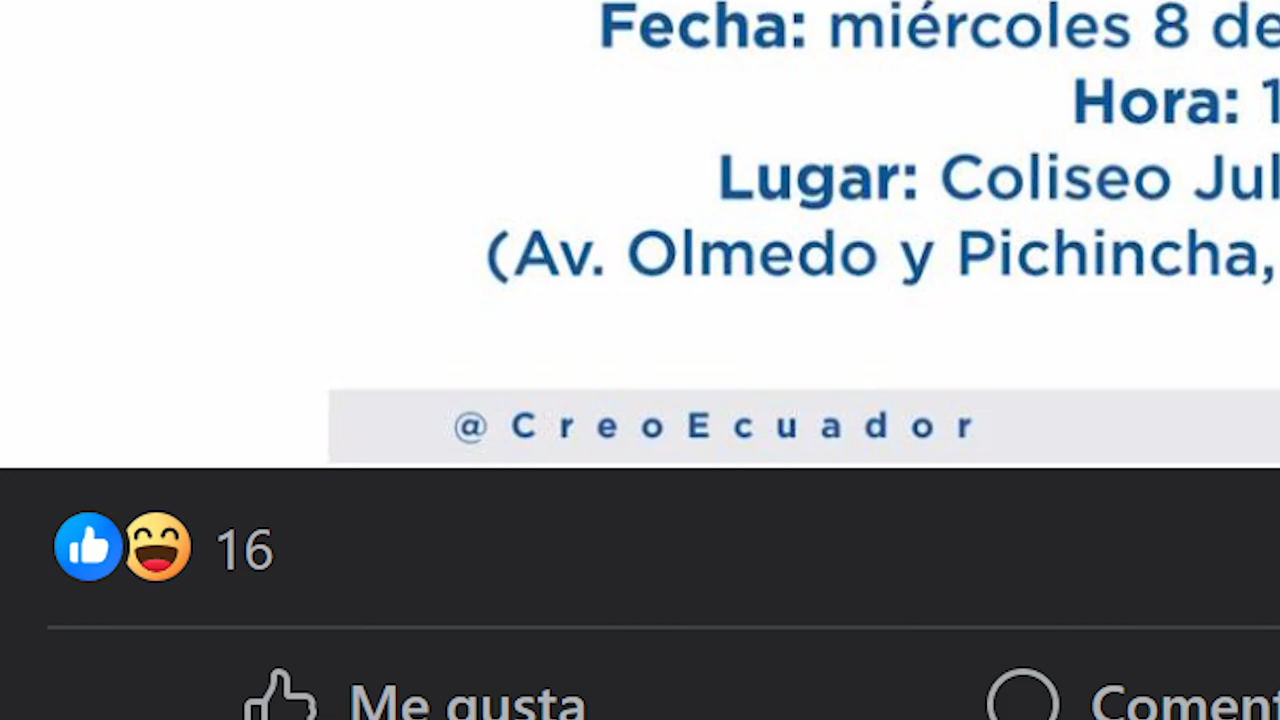 Fecha: miércoles 8 de
Hora: 1
Lugar: Coliseo Jul
(Av. Olmedo y Pichincha,
@CreoEcuador
16
Me gusta
Coment